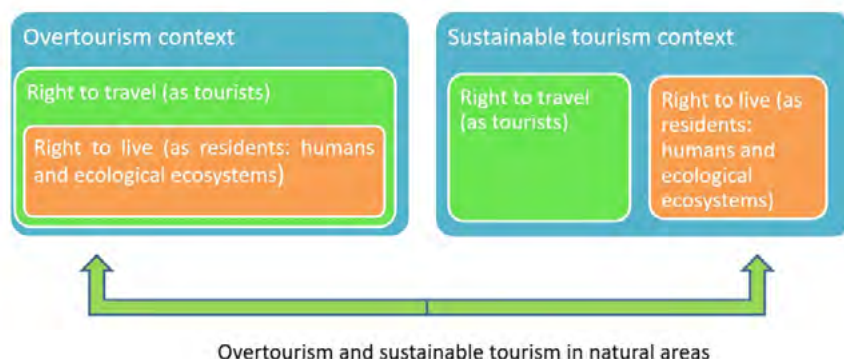 Overtourism context
Right to travel (as tourists)
Right to live (as residents: humans
and ecological ecosystems)
Sustainable tourism context
Right to travel
(as tourists)
Right to live (as
residents:
humans and
ecological
ecosystems)
Overtourism and sustainable tourism in natural areas